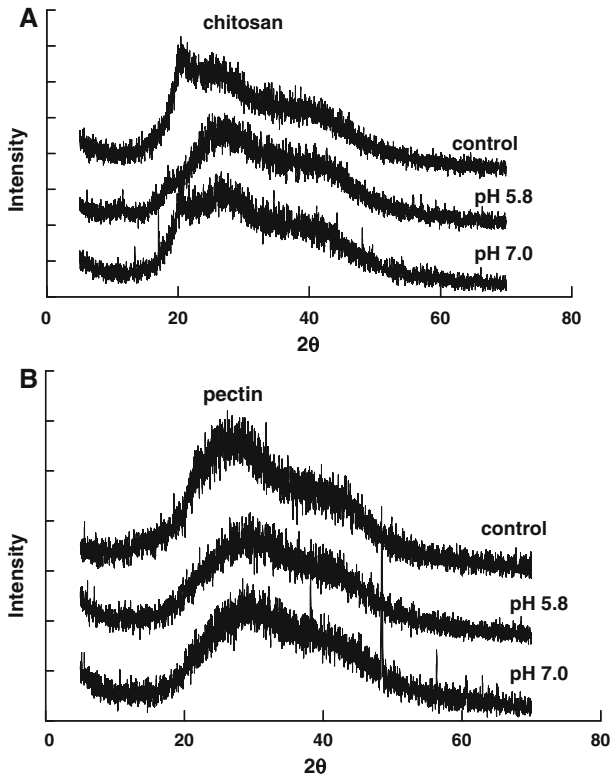 A
chitosan
control
pH 5.8
pH 7.0
Intensity
0 20 40 60 80
2θ
B
pectin
control
pH 5.8
pH 7.0
Intensity
0 20 40 60 80
2θ